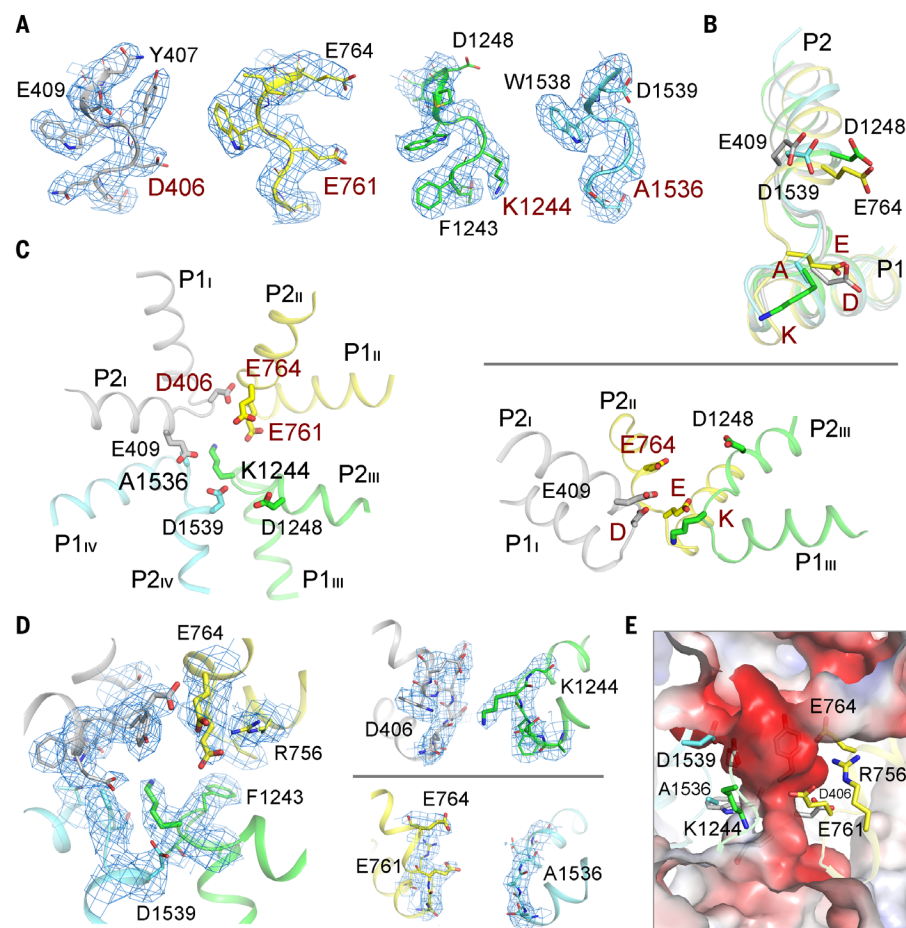 A
Y407
E409
D406
E764
E761
D1248
K1244
F1243
W1538
D1539
A1536
B
P2
E409
D1248
D1539
E764
E
A
P1
D
K
C
P1I
P2II
P1II
P2I
D406
E764
E761
E409
A1536
K1244
P2III
D1539
D1248
P1IV
P2IV
P1III
P2I
P2II
D1248
P2III
E764
E409
E
D
K
P1I
P1III
D
E764
R756
F1243
D1539
K1244
D406
E764
E761
A1536
E
E764
D1539
R756
A1536
D406
K1244
E761